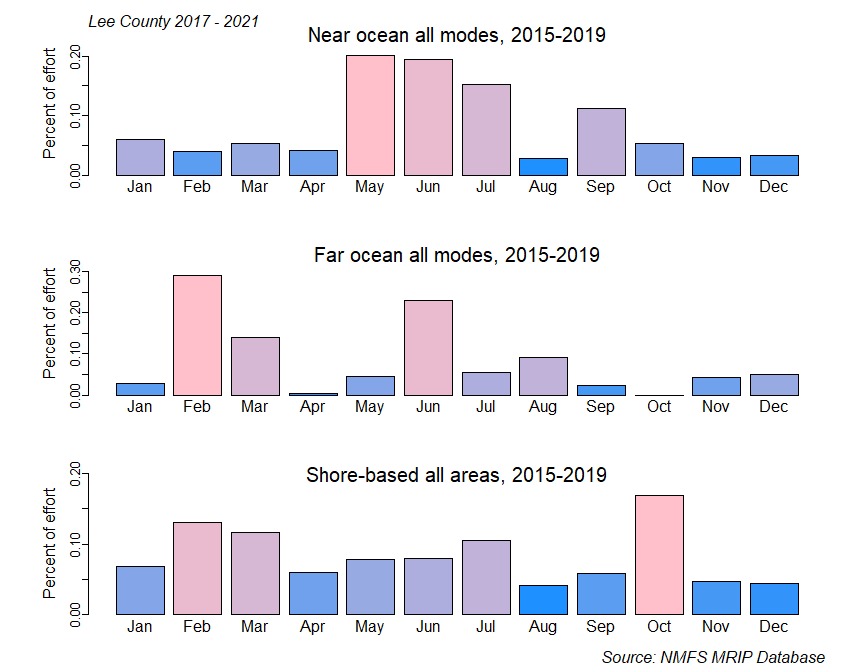 Lee County 2017 - 2021
Near ocean all modes, 2015-2019
Percent of effort
0.00 0.10 0.20
Jan Feb Mar Apr May Jun Jul Aug Sep Oct Nov Dec
Far ocean all modes, 2015-2019
Percent of effort
0.00 0.10 0.20 0.30
Jan Feb Mar Apr May Jun Jul Aug Sep Oct Nov Dec
Shore-based all areas, 2015-2019
Percent of effort
0.00 0.10 0.20
Jan Feb Mar Apr May Jun Jul Aug Sep Oct Nov Dec
Source: NMFS MRIP Database